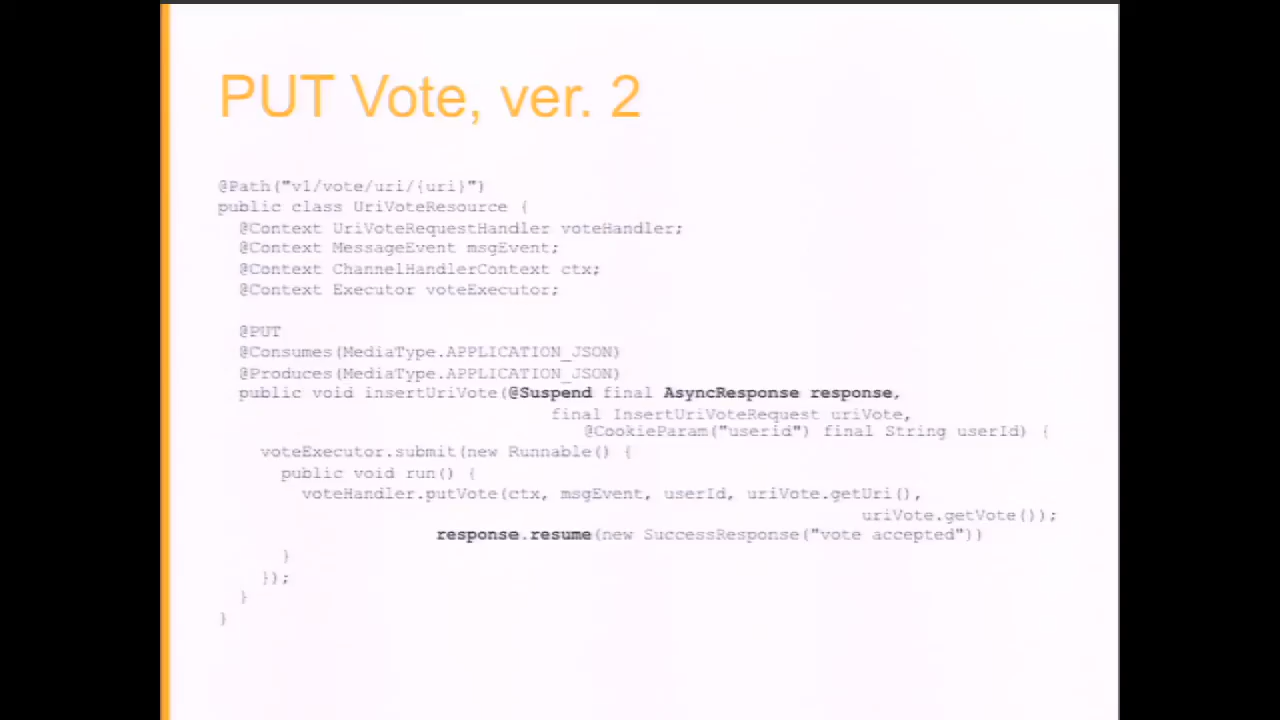 PUT Vote, ver. 2
@Path("v1/vote/uri/{uri}")
public class UriVoteResource {
@Context UriVoteRequestHandler voteHandler;
@Context MessageEvent msgEvent;
@Context ChannelHandlerContext ctx;
@Context Executor voteExecutor;
@PUT
@Consumes(MediaType.APPLICATION_JSON)
@Produces(MediaType.APPLICATION_JSON)
public void insertUriVote(@Suspend final AsyncResponse response,
final InsertUriVoteRequest uriVote,
@CookieParam("userid") final String userId) {
voteExecutor.submit(new Runnable() {
public void run() {
voteHandler.putVote(ctx, msgEvent, userId, uriVote.getUri(),
uriVote.getVote());
response.resume(new SuccessResponse("vote accepted"))
}
});
}
}